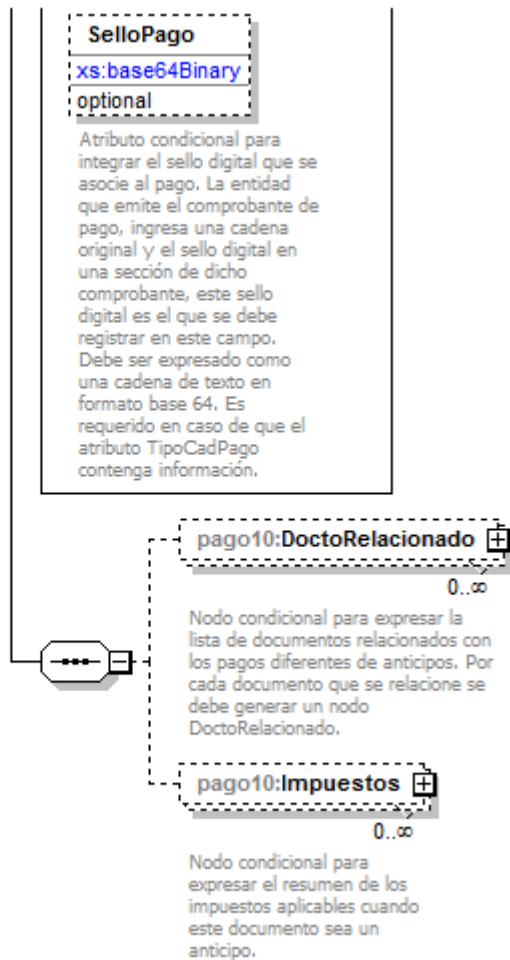 SelloPago
xs:base64Binary
optional
Atributo condicional para
integrar el sello digital que se
asocie al pago. La entidad
que emite el comprobante de
pago, ingresa una cadena
original y el sello digital en
una sección de dicho
comprobante, este sello
digital es el que se debe
registrar en este campo.
Debe ser expresado como
una cadena de texto en
formato base 64. Es
requerido en caso de que el
atributo TipoCadPago
contenga información.
pago10:DoctoRelacionado
0..∞
Nodo condicional para expresar la
lista de documentos relacionados con
los pagos diferentes de anticipos. Por
cada documento que se relacione se
debe generar un nodo
DoctoRelacionado.
pago10:Impuestos
0..∞
Nodo condicional para
expresar el resumen de los
impuestos aplicables cuando
este documento sea un
anticipo.